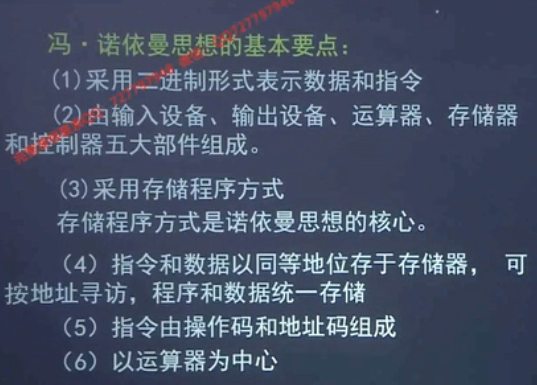 冯·诺依曼思想的基本要点：
(1)采用二进制形式表示数据和指令
(2)由输入设备、输出设备、运算器、存储器
和控制器五大部件组成。
(3)采用存储程序方式
存储程序方式是诺依曼思想的核心。
（4）指令和数据以同等地位存于存储器， 可
按地址寻访，程序和数据统一存储
（5）指令由操作码和地址码组成
（6）以运算器为中心